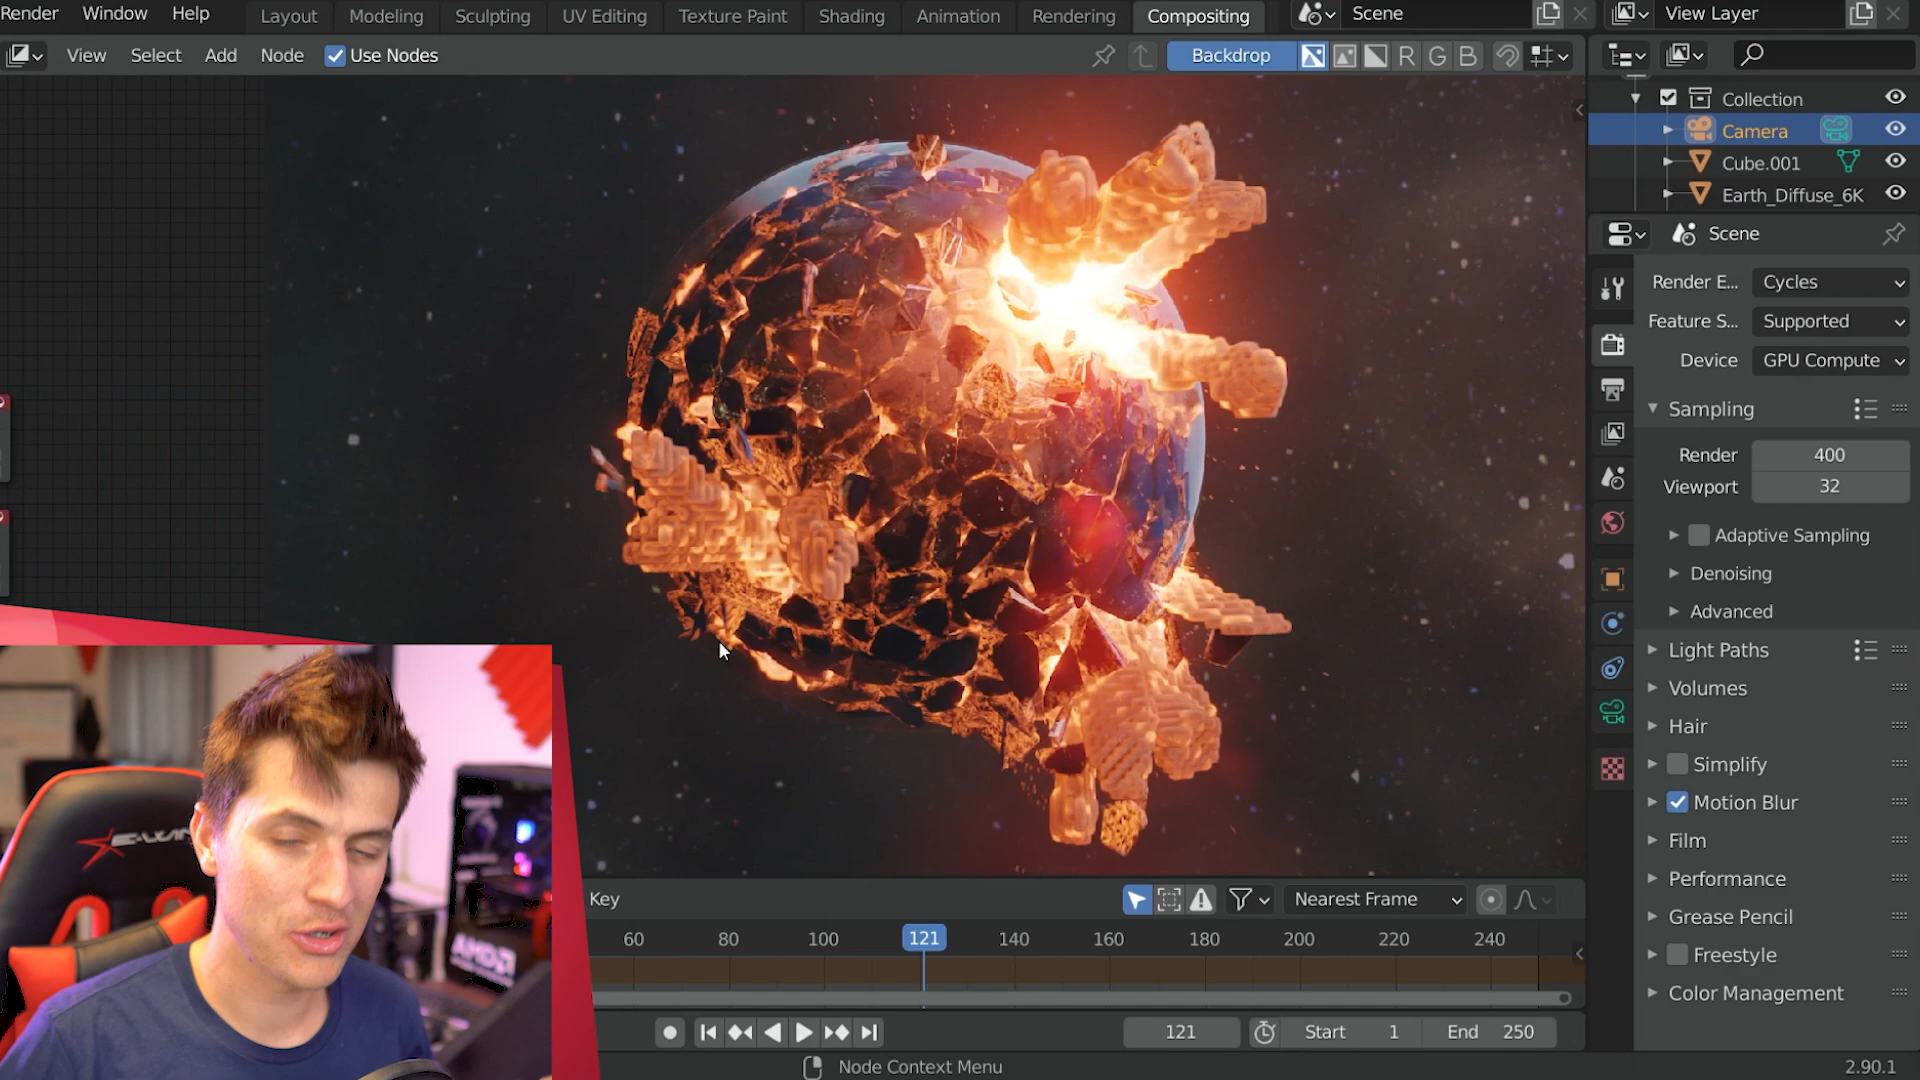 Render Window Help Layout Modeling Sculpting UV Editing Texture Paint Shading Animation Rendering Compositing Scene View Layer
View Select Add Node Use Nodes Backdrop R G B
Collection
Camera
Cube.001
Earth_Diffuse_6K
Scene
Render E... Cycles
Feature S... Supported
Device GPU Compute
Sampling
Render 400
Viewport 32
Adaptive Sampling
Denoising
Advanced
Light Paths
Volumes
Hair
Simplify
Motion Blur
Film
Performance
Grease Pencil
Freestyle
Color Management
AMD
Key Nearest Frame
60 80 100 121 140 160 180 200 220 240
121 Start 1 End 250
Node Context Menu 2.90.1